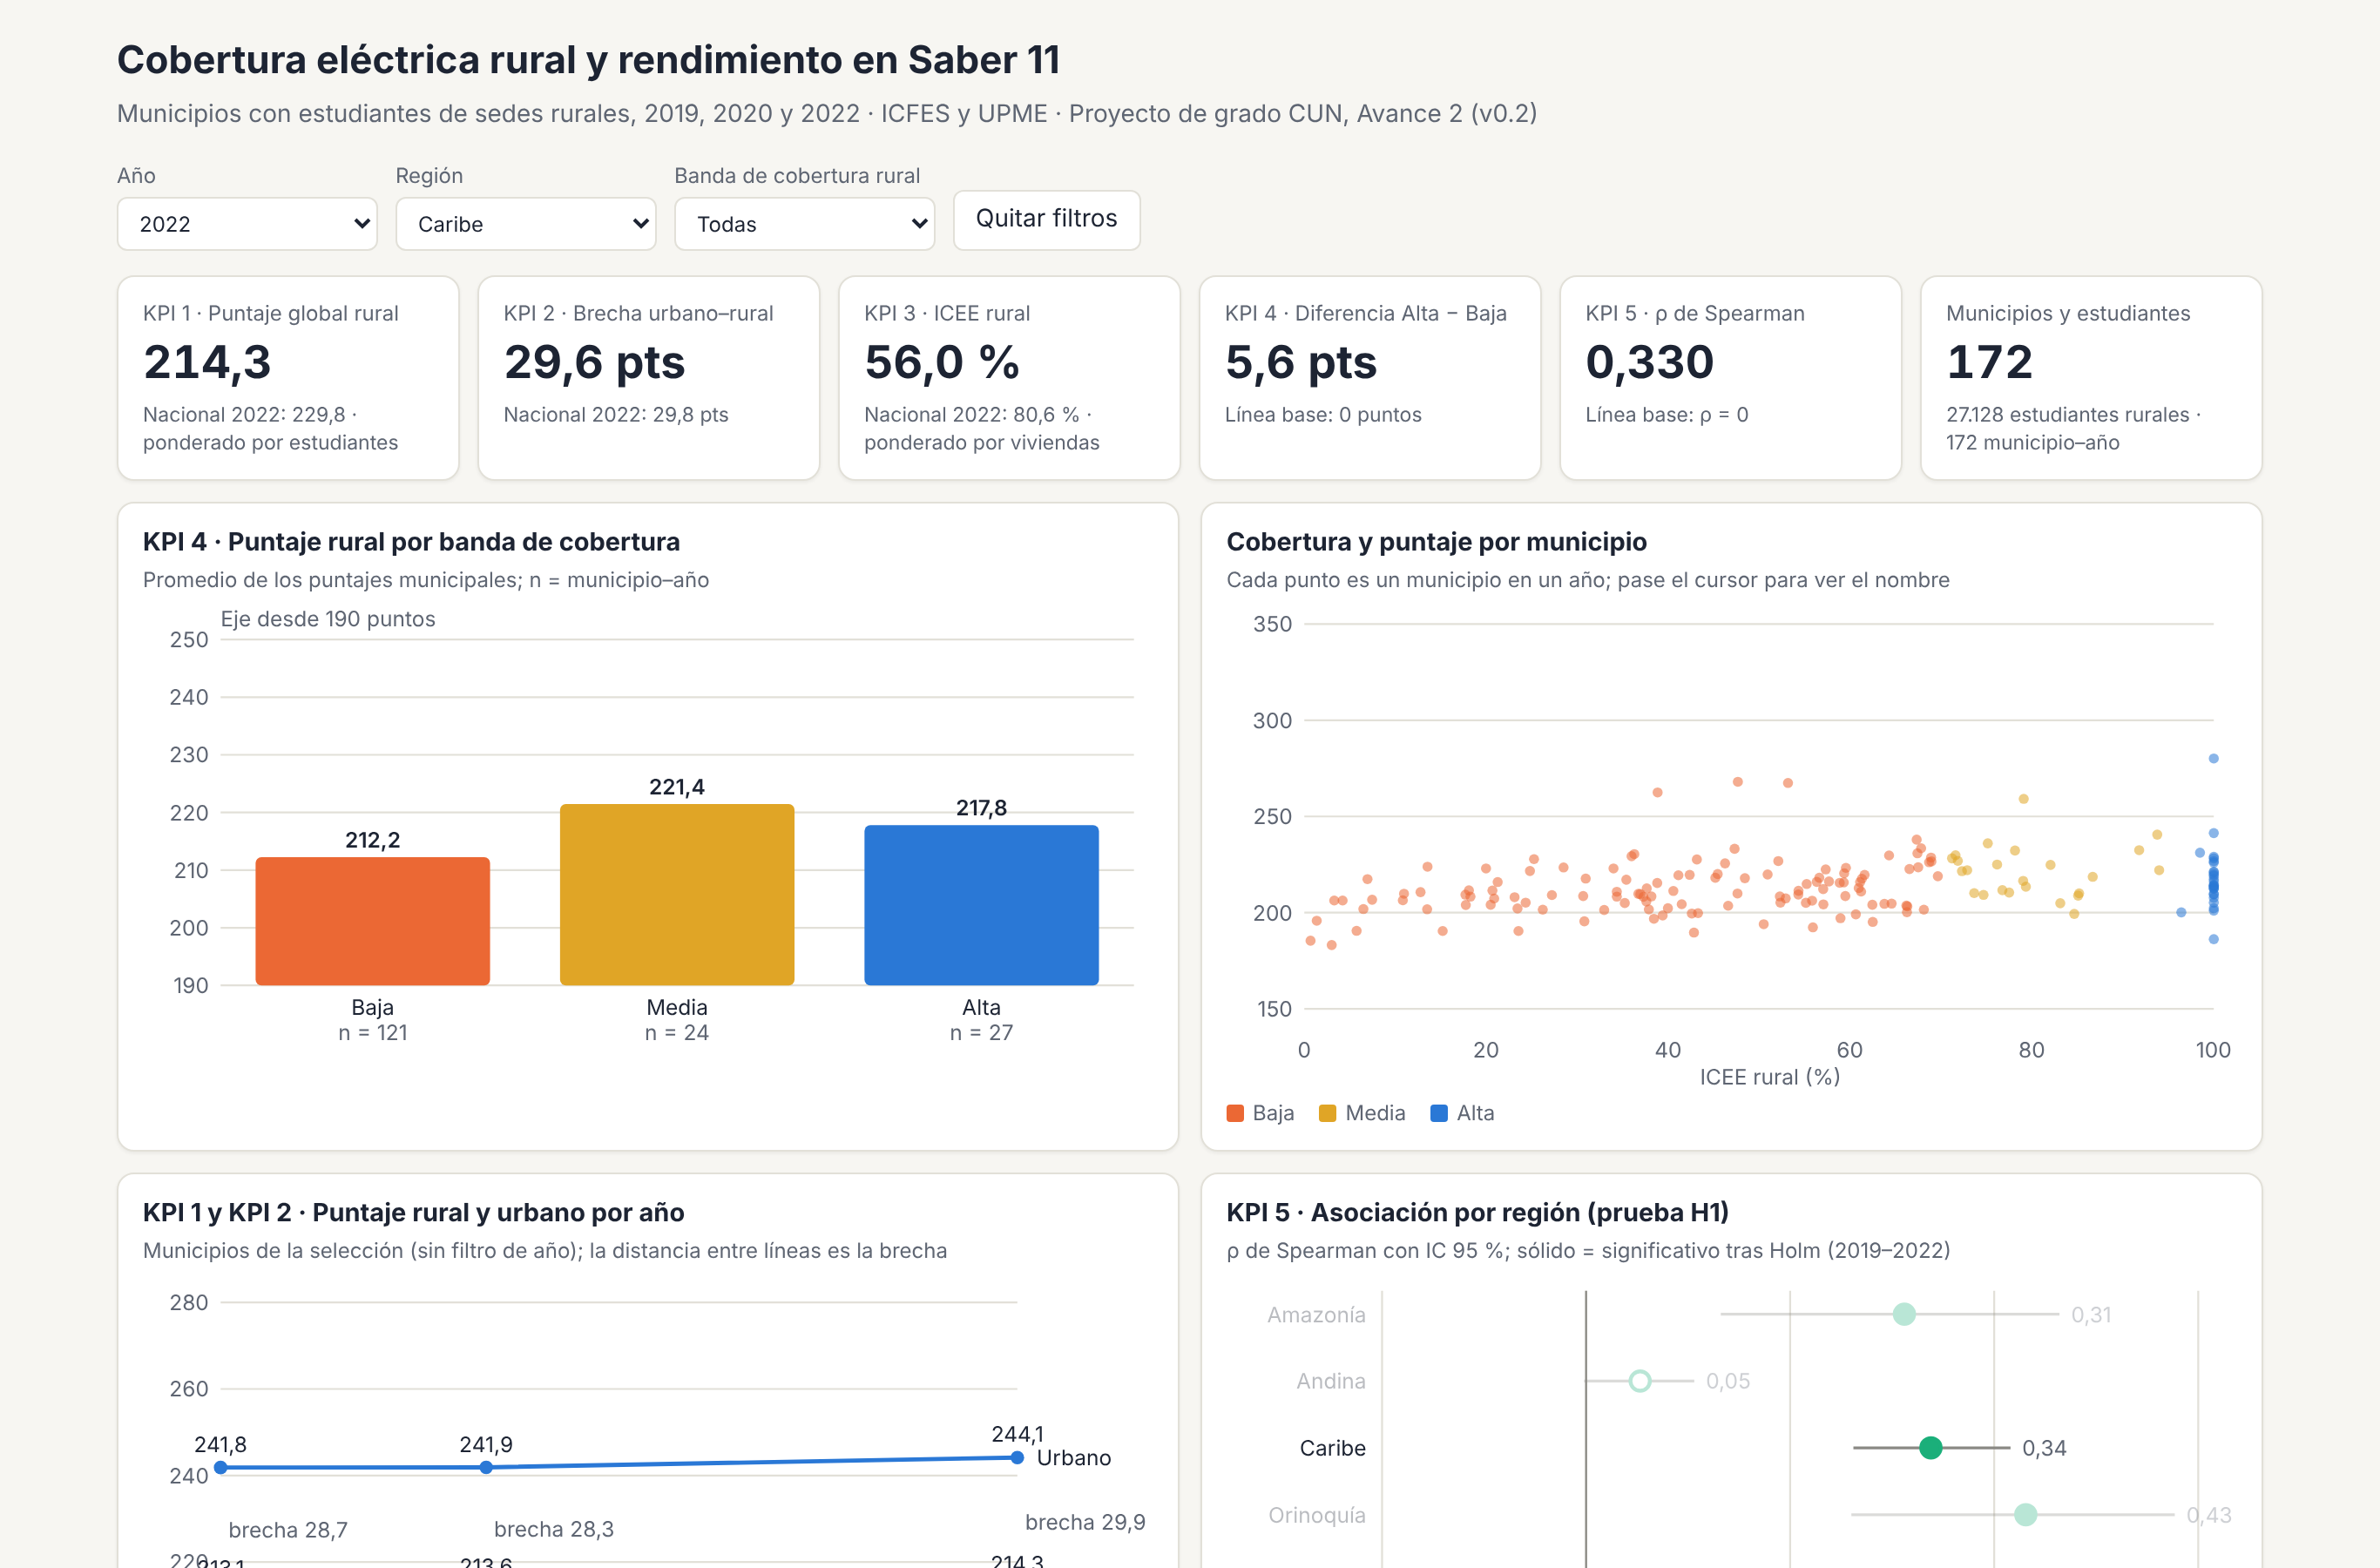 Cobertura eléctrica rural y rendimiento en Saber 11
Municipios con estudiantes de sedes rurales, 2019, 2020 y 2022 · ICFES y UPME · Proyecto de grado CUN, Avance 2 (v0.2)
Año
Región
Banda de cobertura rural
2022
Caribe
Todas
Quitar filtros
KPI 1 · Puntaje global rural
214,3
Nacional 2022: 229,8 ·
ponderado por estudiantes
KPI 2 · Brecha urbano–rural
29,6 pts
Nacional 2022: 29,8 pts
KPI 3 · ICEE rural
56,0 %
Nacional 2022: 80,6 % ·
ponderado por viviendas
KPI 4 · Diferencia Alta − Baja
5,6 pts
Línea base: 0 puntos
KPI 5 · ρ de Spearman
0,330
Línea base: ρ = 0
Municipios y estudiantes
172
27.128 estudiantes rurales ·
172 municipio–año
KPI 4 · Puntaje rural por banda de cobertura
Promedio de los puntajes municipales; n = municipio–año
Eje desde 190 puntos
250
240
230
220
210
200
190
212,2
221,4
217,8
Baja
n = 121
Media
n = 24
Alta
n = 27
Cobertura y puntaje por municipio
Cada punto es un municipio en un año; pase el cursor para ver el nombre
350
300
250
200
150
0
20
40
60
80
100
ICEE rural (%)
Baja
Media
Alta
KPI 1 y KPI 2 · Puntaje rural y urbano por año
Municipios de la selección (sin filtro de año); la distancia entre líneas es la brecha
280
260
240
220
241,8
241,9
244,1
Urbano
brecha 28,7
brecha 28,3
brecha 29,9
213,1
213,6
214,3
KPI 5 · Asociación por región (prueba H1)
ρ de Spearman con IC 95 %; sólido = significativo tras Holm (2019–2022)
Amazonía
0,31
Andina
0,05
Caribe
0,34
Orinoquía
0,43